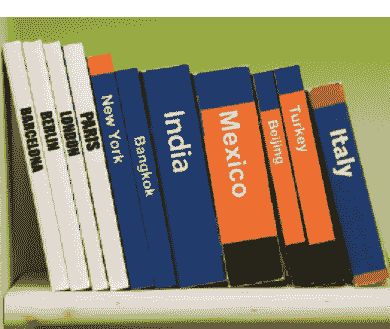 BARCELONA
BERLIN
LONDON
PARIS
New York
Bangkok
India
Mexico
Beijing
Turkey
Italy